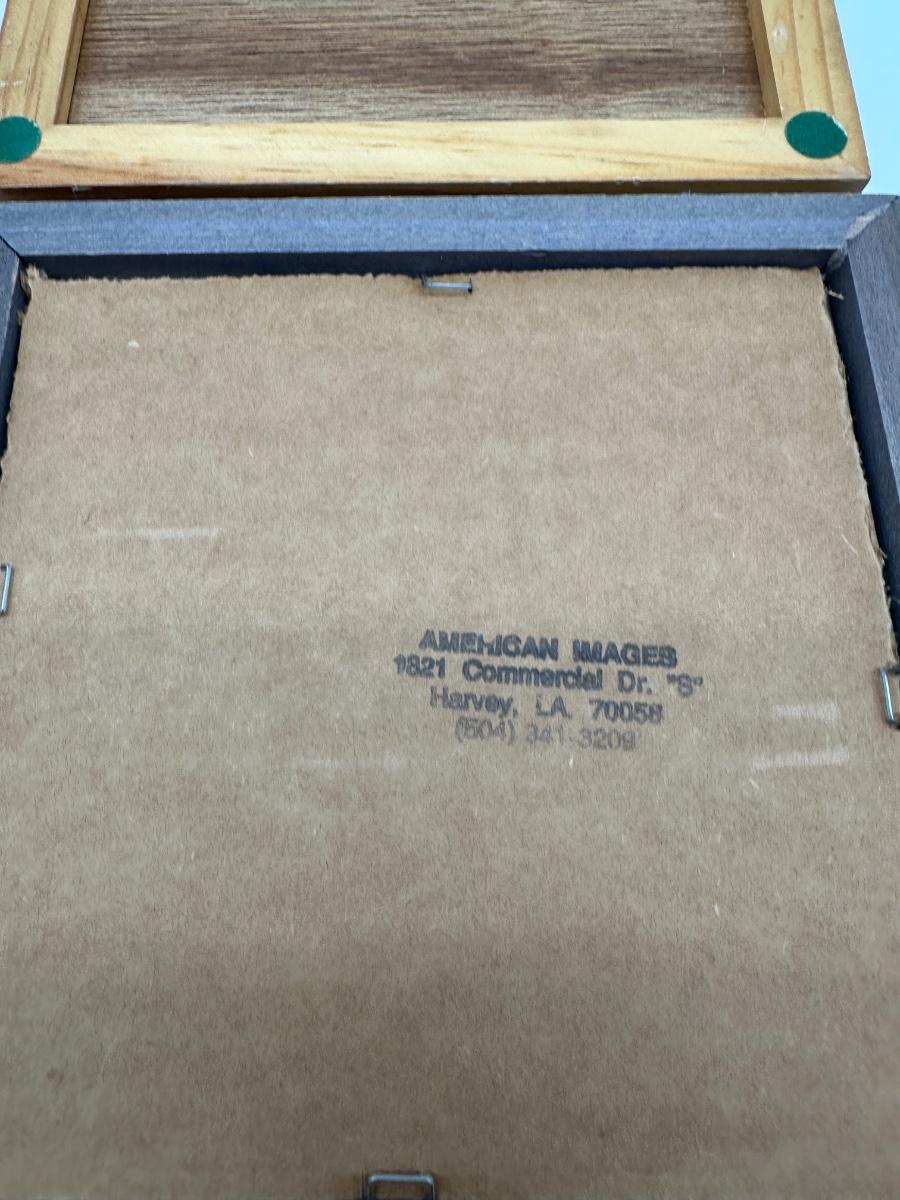 AMERICAN IMAGES
1821 Commercial Dr. "S"
Harvey, LA. 70058
(504) 341-3209